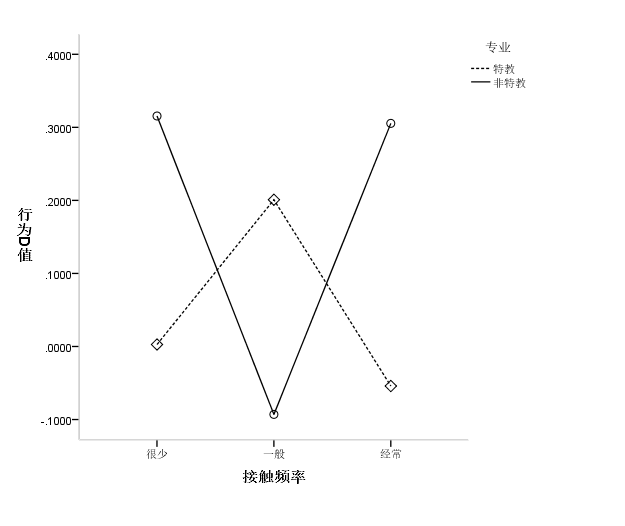 专业
特教
非特教
.4000
.3000
.2000
.1000
.0000
-.1000
行为D值
很少
一般
经常
接触频率